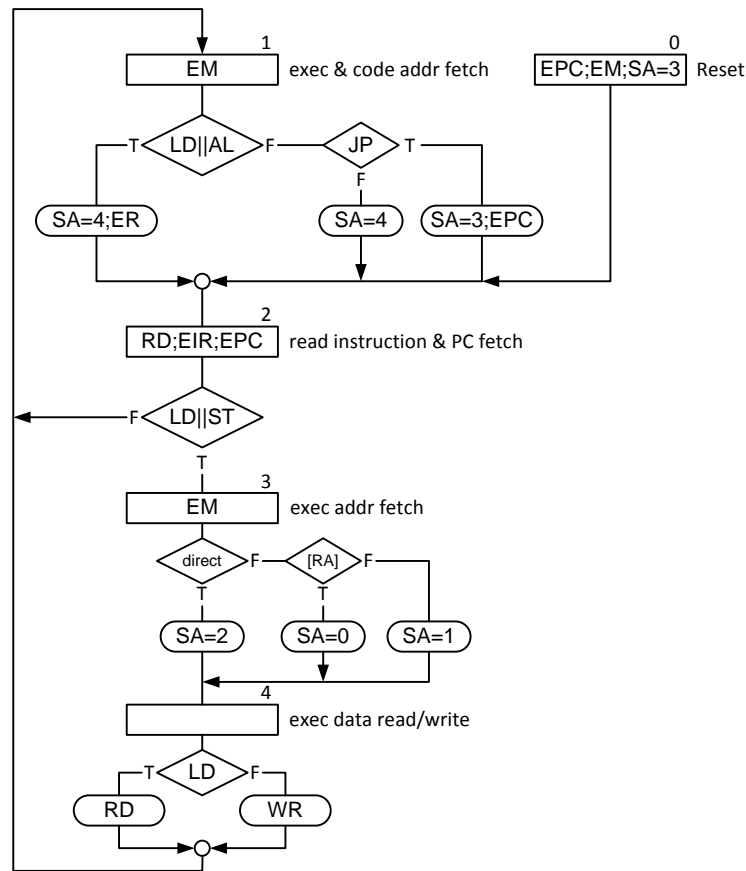 1
0
EM
exec & code addr fetch
EPC;EM;SA=3
Reset
T
LD||AL
F
JP
T
F
SA=4;ER
SA=4
SA=3;EPC
2
RD;EIR;EPC
read instruction & PC fetch
F
LD||ST
T
3
EM
exec addr fetch
direct
F
[RA]
F
T
T
SA=2
SA=0
SA=1
4
exec data read/write
T
LD
F
RD
WR